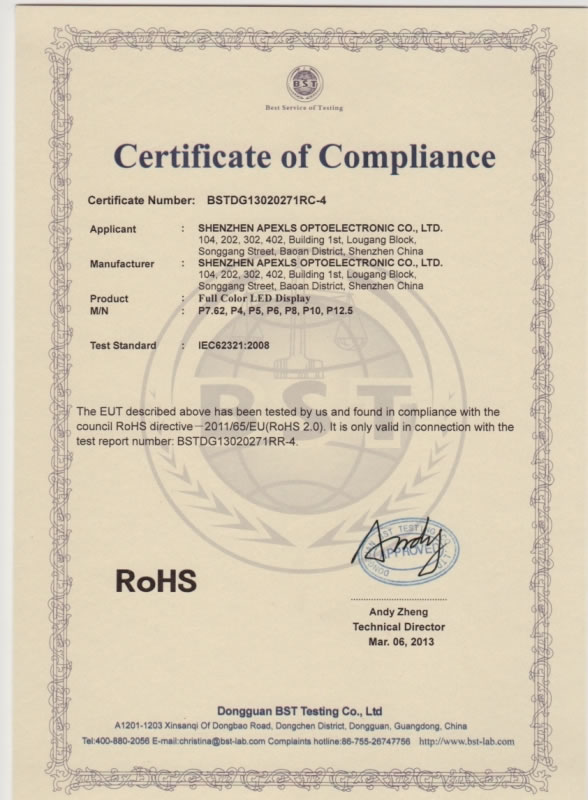 BST
Best Service of Testing
Certificate of Compliance
Certificate Number: BSTDG13020271RC-4
Applicant : SHENZHEN APEXLS OPTOELECTRONIC CO., LTD.
104, 202, 302, 402, Building 1st, Lougang Block,
Songgang Street, Baoan District, Shenzhen China
Manufacturer : SHENZHEN APEXLS OPTOELECTRONIC CO., LTD.
104, 202, 302, 402, Building 1st, Lougang Block,
Songgang Street, Baoan District, Shenzhen China
Product : Full Color LED Display
M/N : P7.62, P4, P5, P6, P8, P10, P12.5
Test Standard : IEC62321:2008
BST
The EUT described above has been tested by us and found in compliance with the
council RoHS directive－2011/65/EU(RoHS 2.0). It is only valid in connection with the
test report number: BSTDG13020271RR-4.
Andy
APPROVED
RoHS
Andy Zheng
Technical Director
Mar. 06, 2013
Dongguan BST Testing Co., Ltd
A1201-1203 Xinsanqi Of Dongbao Road, Dongchen District, Dongguan, Guangdong, China
Tel:400-880-2056 E-mail:christina@bst-lab.com Complaints hotline:86-755-26747756 http://www.bst-lab.com